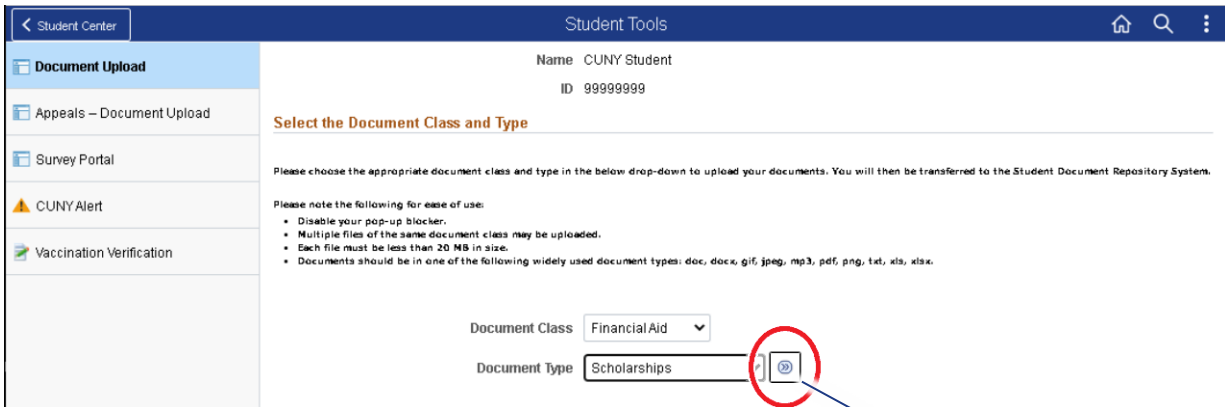 Student Center
Student Tools
Document Upload
Appeals – Document Upload
Survey Portal
CUNY Alert
Vaccination Verification
Name CUNY Student
ID 99999999
Select the Document Class and Type
Please choose the appropriate document class and type in the below drop-down to upload your documents. You will then be transferred to the Student Document Repository System.
Please note the following for ease of use:
• Disable your pop-up blocker.
• Multiple files of the same document class may be uploaded.
• Each file must be less than 20 MB in size.
• Documents should be in one of the following widely used document types: doc, docx, gif, jpeg, mp3, pdf, png, txt, xls, xlsx.
Document Class Financial Aid
Document Type Scholarships